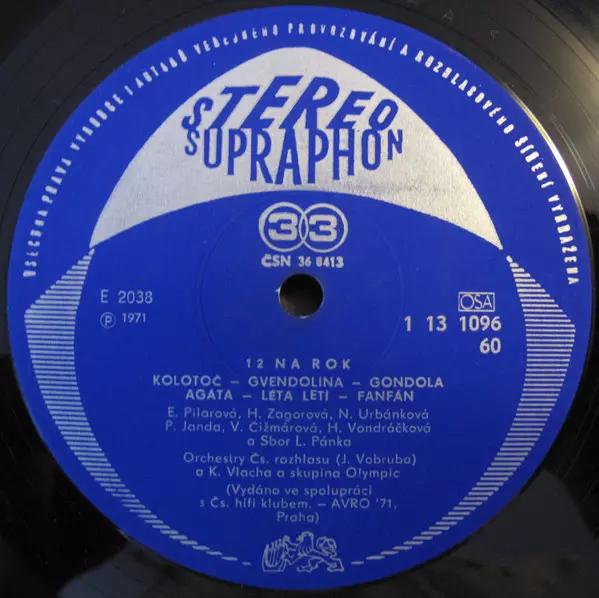 VŠECHNA PRÁVA VÝROBCE I AUTORŮ VEŘEJNÉHO PROVOZOVÁNÍ A ROZHLASOVÉHO ŠÍŘENÍ VYHRAŽENA
STEREO
SUPRAPHON
33
ČSN 36 8413
E 2038
℗ 1971
OSA
1 13 1096
60
12 NA ROK
KOLOTOČ – GVENDOLINA – GONDOLA
AGÁTA – LÉTA LETÍ – FANFÁN
E. Pilarová, H. Zagorová, N. Urbánková
P. Janda, V. Čižmárová, H. Vondráčková
a Sbor L. Pánka
Orchestry Čs. rozhlasu (J. Vobruba)
a K. Vlacha a skupina Olympic
(Vydáno ve spolupráci
s Čs. hifi klubem. – AVRO '71,
Praha)